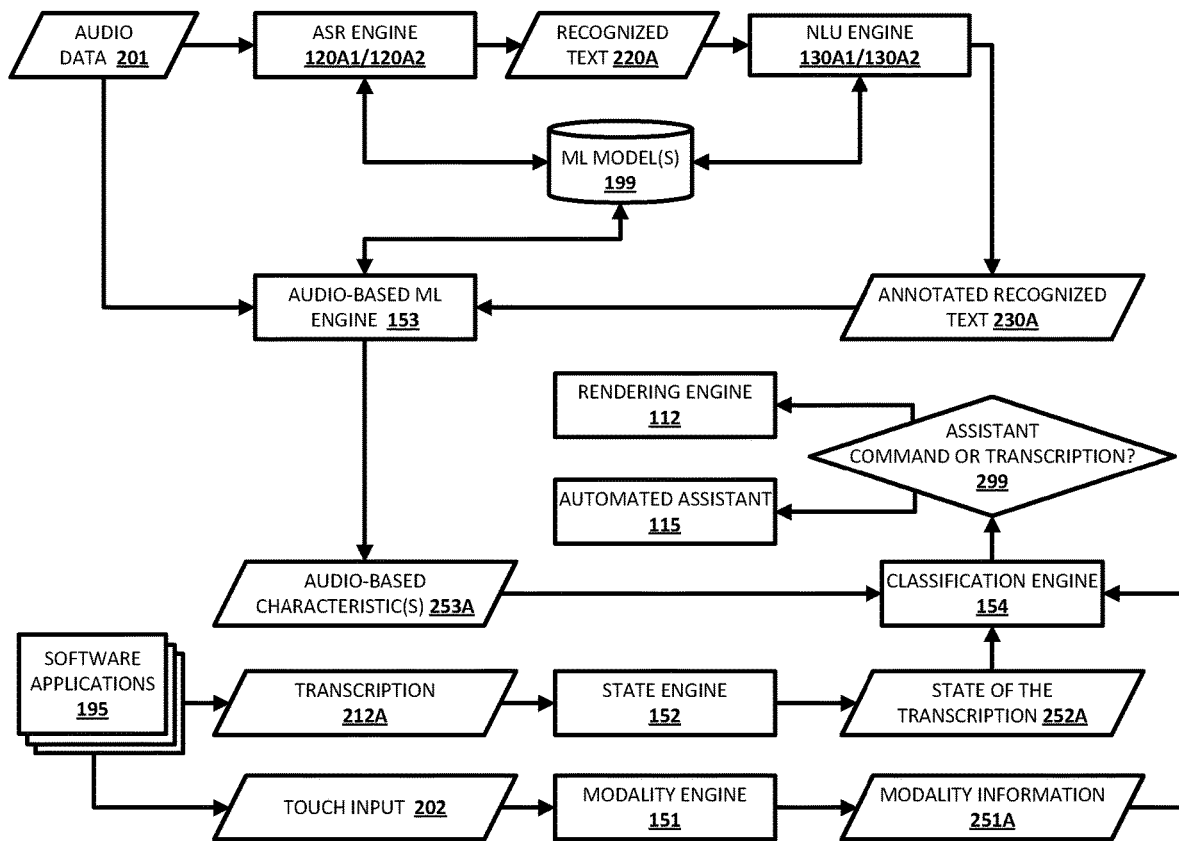 AUDIO
DATA 201
ASR ENGINE
120A1/120A2
RECOGNIZED
TEXT 220A
NLU ENGINE
130A1/130A2
ML MODEL(S)
199
AUDIO-BASED ML
ENGINE 153
ANNOTATED RECOGNIZED
TEXT 230A
RENDERING ENGINE
112
ASSISTANT
COMMAND OR TRANSCRIPTION?
299
AUTOMATED ASSISTANT
115
AUDIO-BASED
CHARACTERISTIC(S) 253A
CLASSIFICATION ENGINE
154
SOFTWARE
APPLICATIONS
195
TRANSCRIPTION
212A
STATE ENGINE
152
STATE OF THE
TRANSCRIPTION 252A
TOUCH INPUT 202
MODALITY ENGINE
151
MODALITY INFORMATION
251A